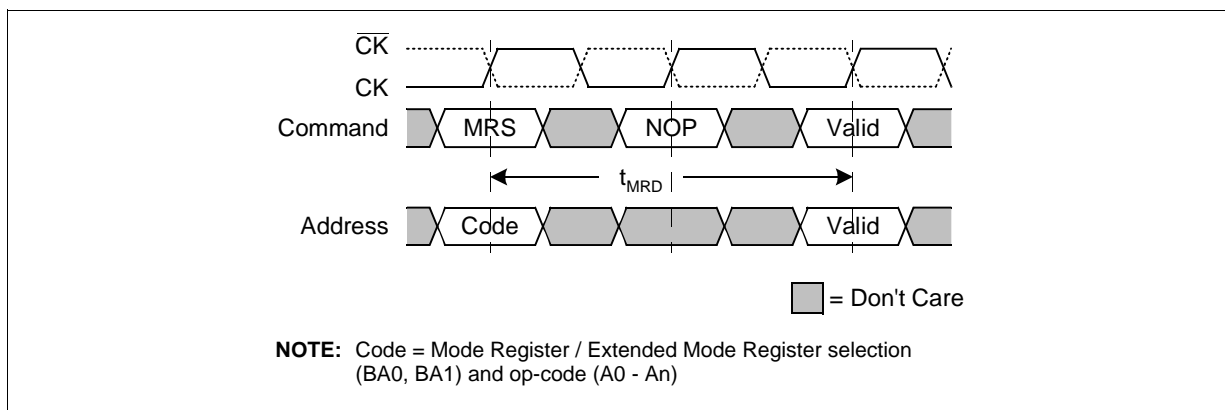 CK
CK
Command MRS NOP Valid
tMRD
Address Code Valid
= Don't Care
NOTE: Code = Mode Register / Extended Mode Register selection
(BA0, BA1) and op-code (A0 - An)